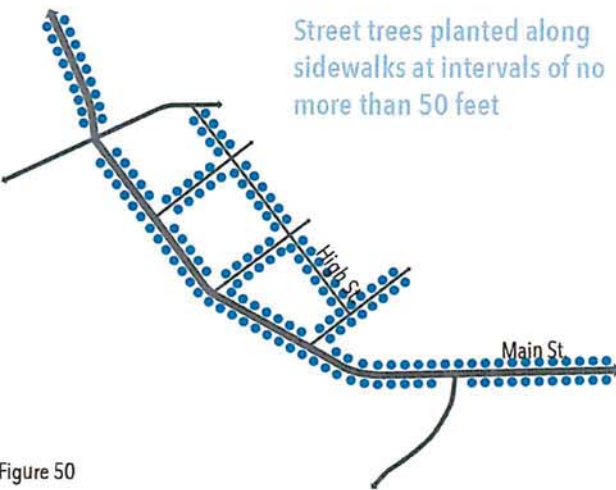 Street trees planted along
sidewalks at intervals of no
more than 50 feet
High St.
Main St.
Figure 50